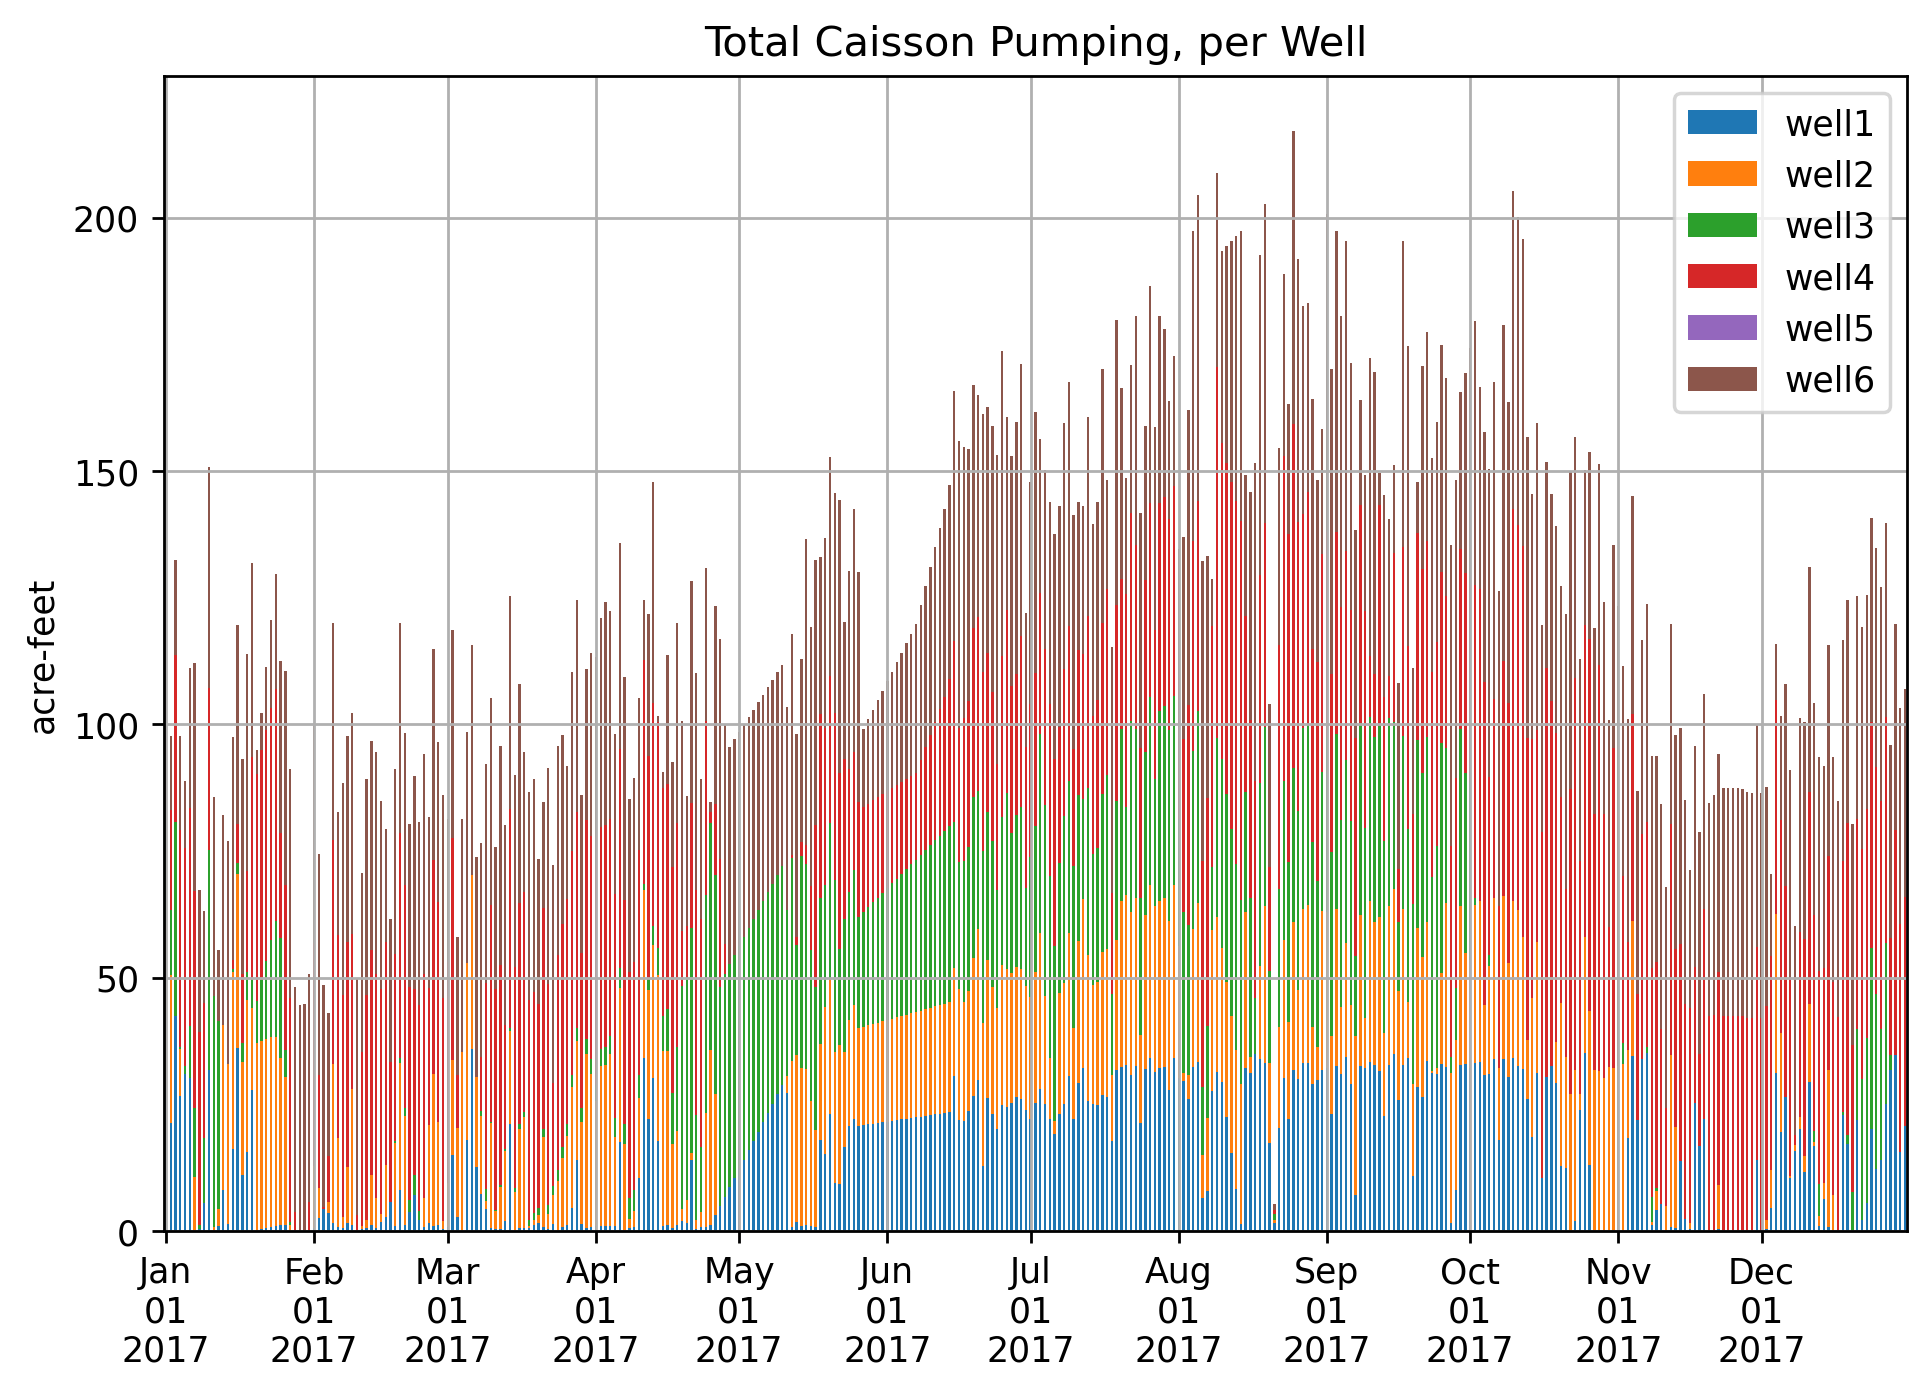 Total Caisson Pumping, per Well
well1
well2
well3
well4
well5
well6
acre-feet
200
150
100
50
0
Jan Feb Mar Apr May Jun Jul Aug Sep Oct Nov Dec
01 01 01 01 01 01 01 01 01 01 01 01
2017 2017 2017 2017 2017 2017 2017 2017 2017 2017 2017 2017